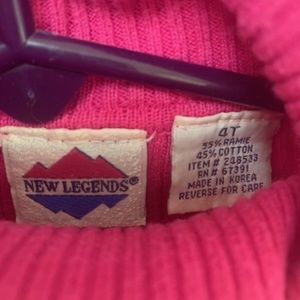 NEW LEGENDS®
4T
55% RAMIE
45% COTTON
ITEM # 248533
RN# 67391
MADE IN KOREA
REVERSE FOR CARE